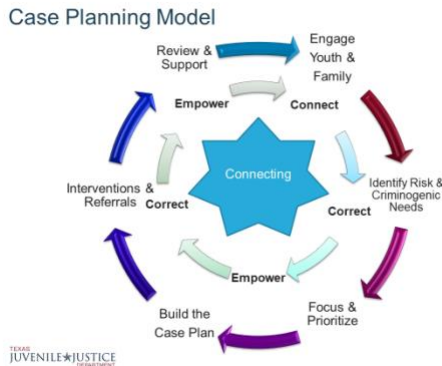 Case Planning Model
Review &
Support
Engage
Youth &
Family
Empower
Connect
Connecting
Interventions &
Referrals
Correct
Correct
Identify Risk &
Criminogenic
Needs
Empower
Build the
Case Plan
Focus &
Prioritize
TEXAS
JUVENILE★JUSTICE
DEPARTMENT